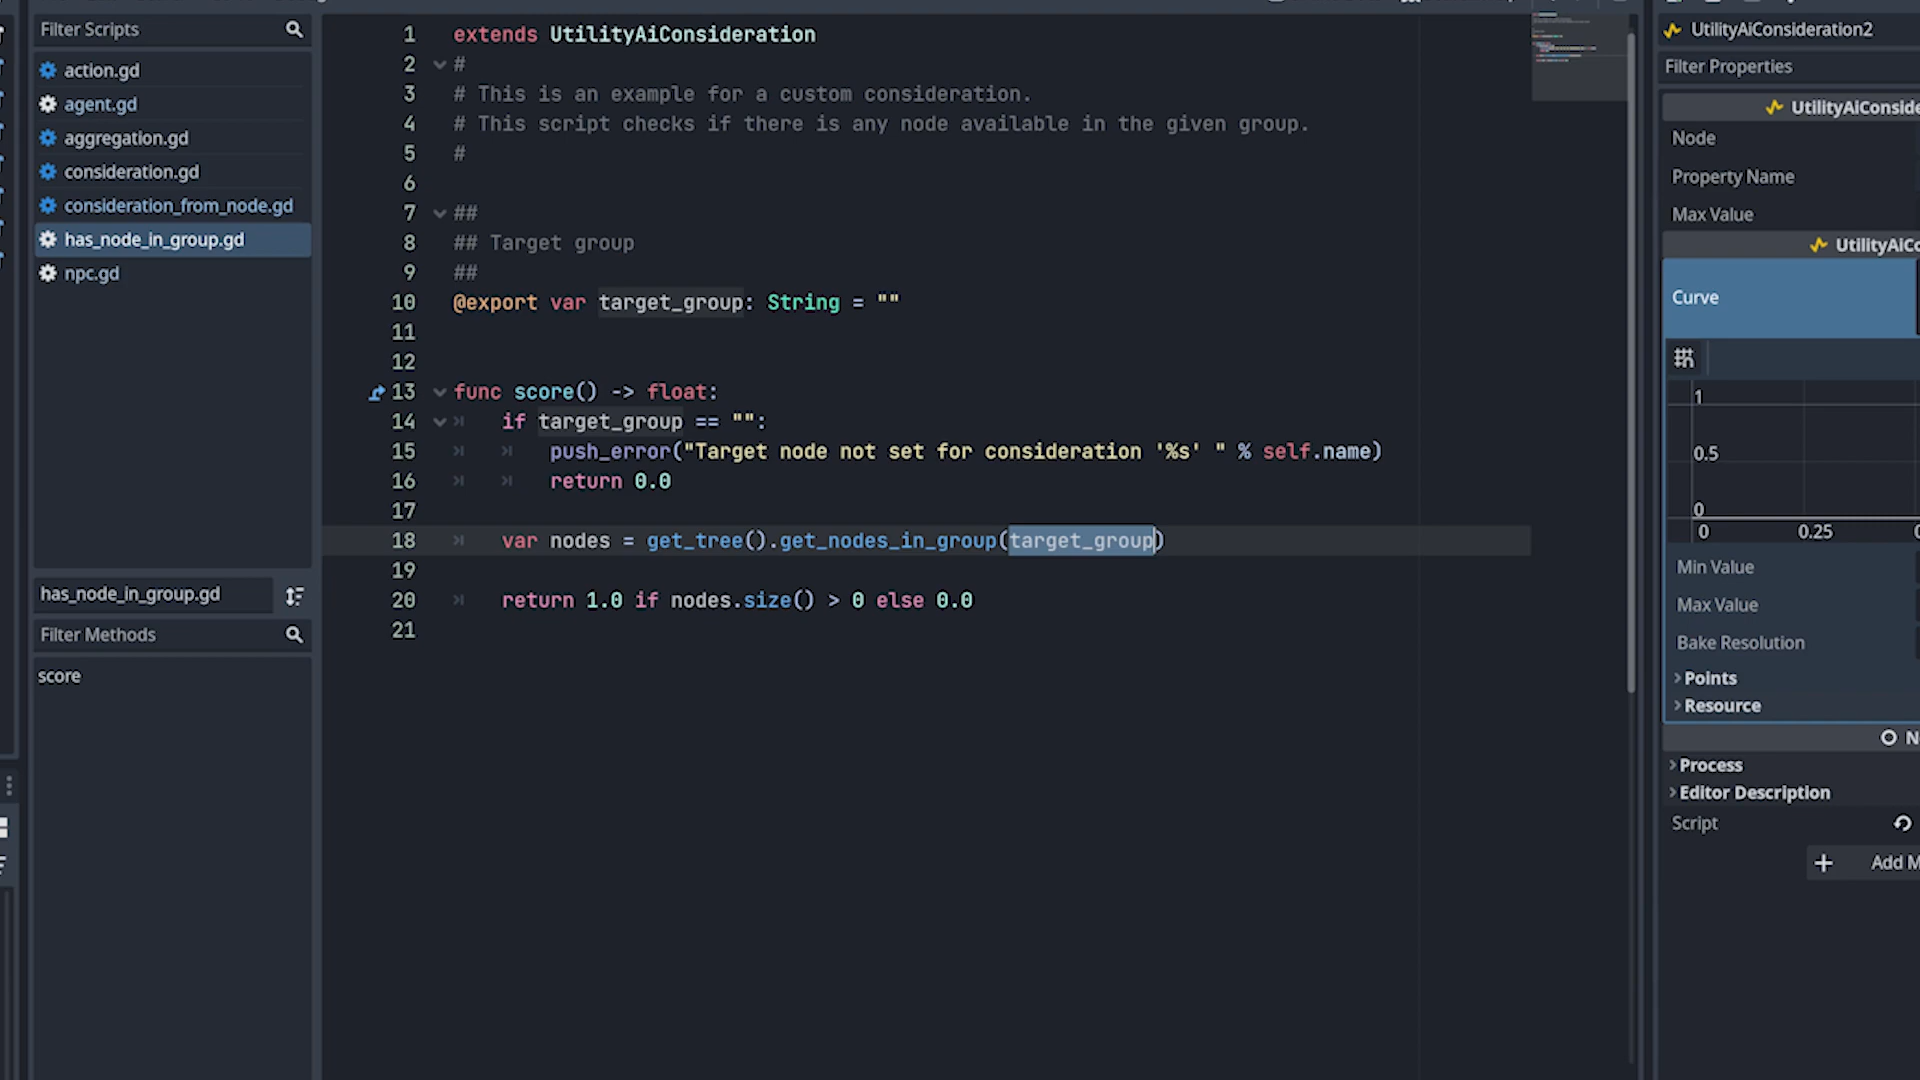 Filter Scripts
action.gd
agent.gd
aggregation.gd
consideration.gd
consideration_from_node.gd
has_node_in_group.gd
npc.gd
has_node_in_group.gd
Filter Methods
score
1 extends UtilityAiConsideration
2 #
3 # This is an example for a custom consideration.
4 # This script checks if there is any node available in the given group.
5 #
6
7 ##
8 ## Target group
9 ##
10 @export var target_group: String = ""
11
12
13 func score() -> float:
14 if target_group == "":
15 push_error("Target node not set for consideration '%s' " % self.name)
16 return 0.0
17
18 var nodes = get_tree().get_nodes_in_group(target_group)
19
20 return 1.0 if nodes.size() > 0 else 0.0
21
UtilityAiConsideration2
Filter Properties
UtilityAiConside
Node
Property Name
Max Value
UtilityAiCo
Curve
1
0.5
0
0 0.25 0
Min Value
Max Value
Bake Resolution
Points
Resource
N
Process
Editor Description
Script
Add M